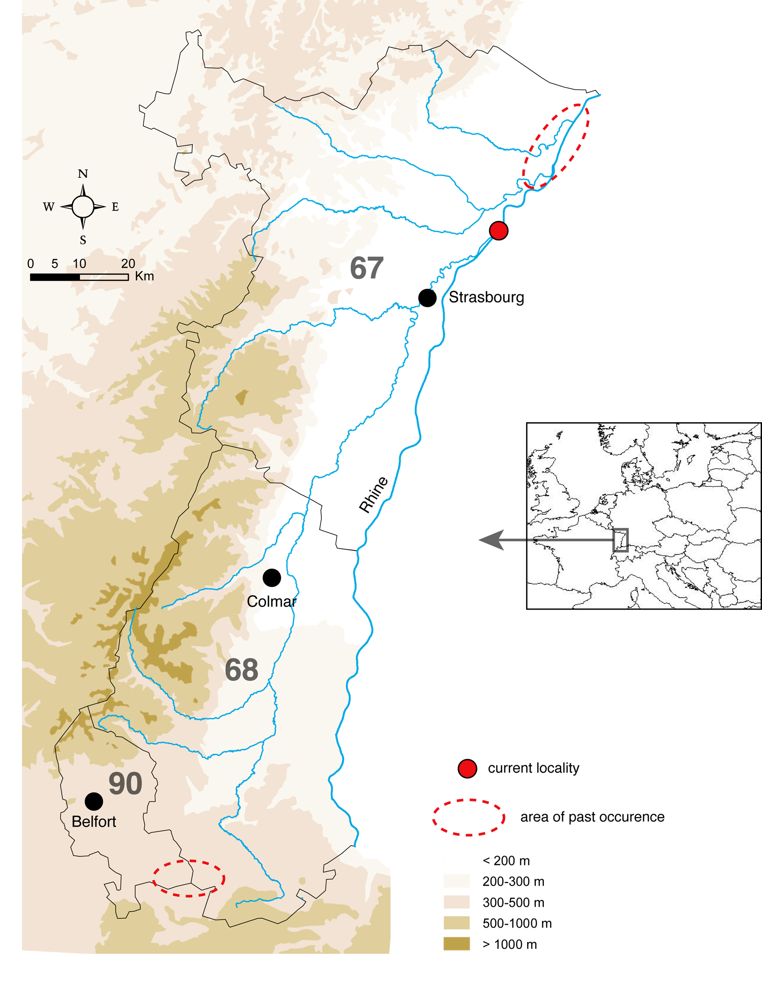 N
W E
S
0 5 10 20
Km
67
Strasbourg
Rhine
Colmar
68
90
Belfort
current locality
area of past occurence
< 200 m
200-300 m
300-500 m
500-1000 m
> 1000 m